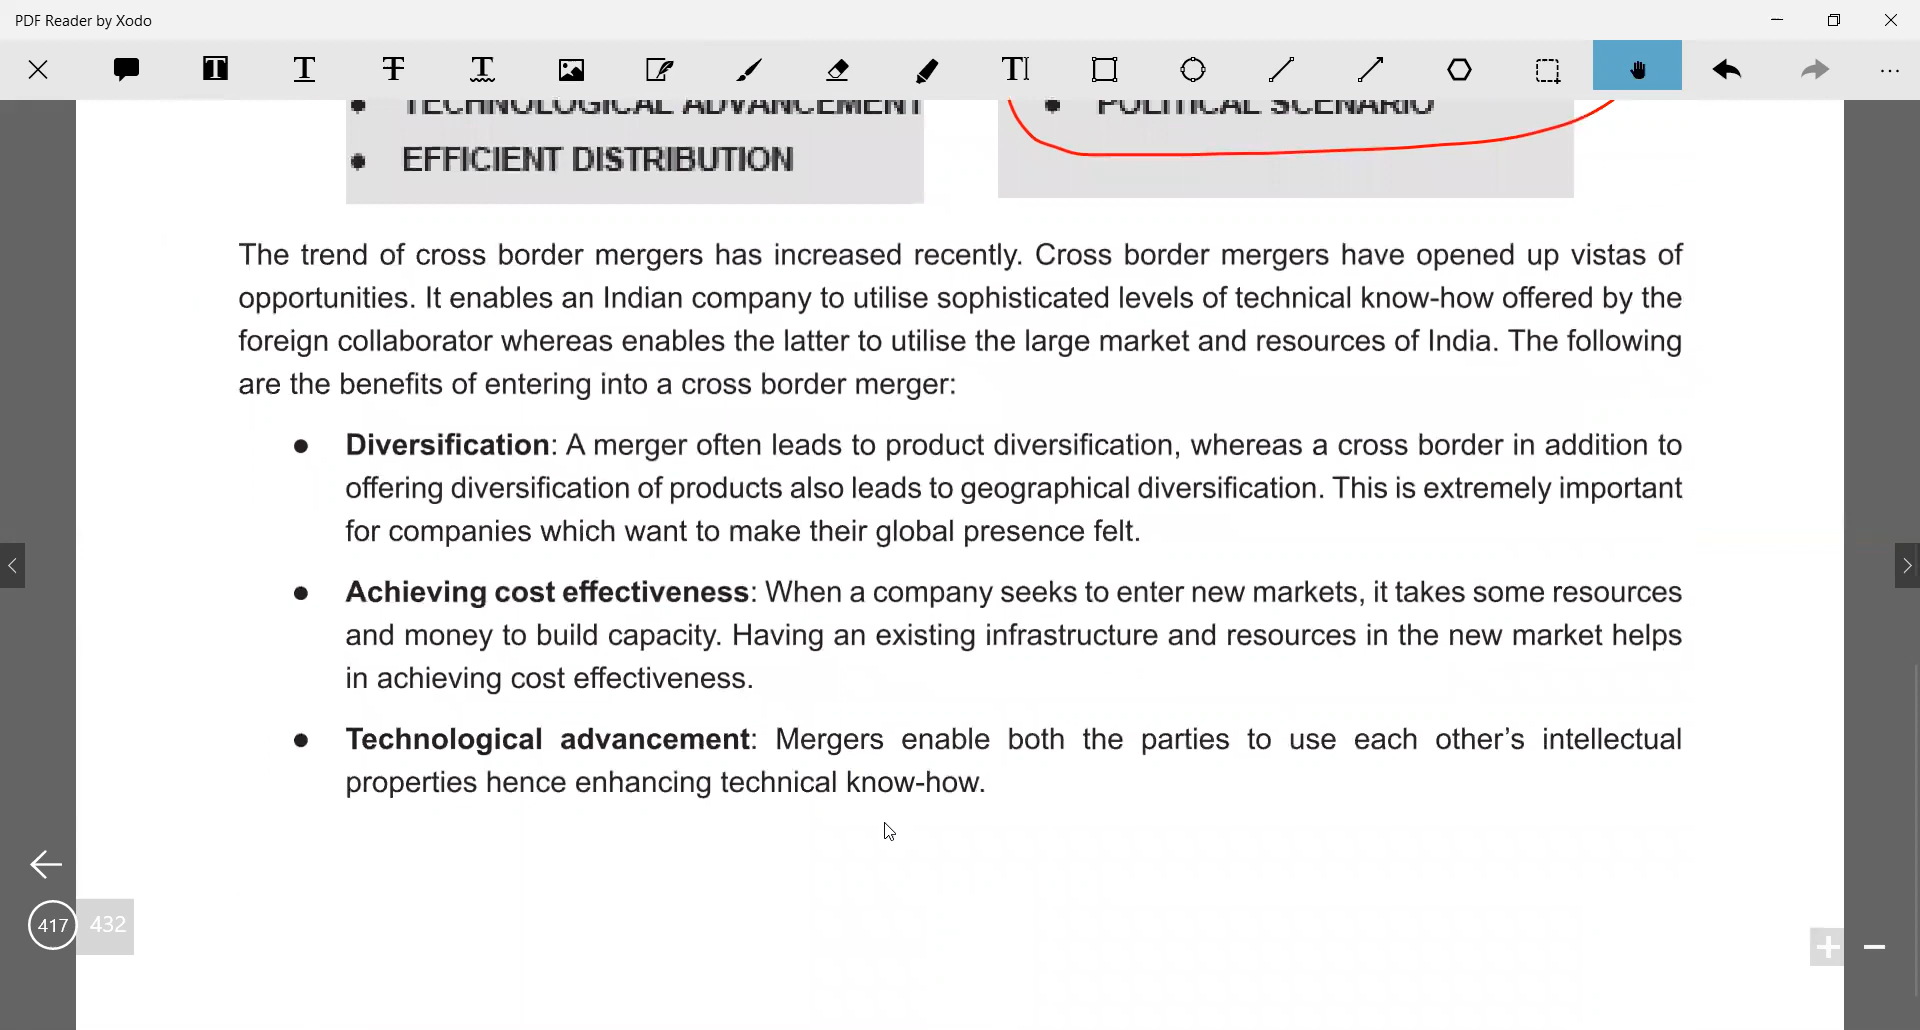 PDF Reader by Xodo
• TECHNOLOGICAL ADVANCEMENT
• POLITICAL SCENARIO
• EFFICIENT DISTRIBUTION
The trend of cross border mergers has increased recently. Cross border mergers have opened up vistas of
opportunities. It enables an Indian company to utilise sophisticated levels of technical know-how offered by the
foreign collaborator whereas enables the latter to utilise the large market and resources of India. The following
are the benefits of entering into a cross border merger:
• Diversification: A merger often leads to product diversification, whereas a cross border in addition to
offering diversification of products also leads to geographical diversification. This is extremely important
for companies which want to make their global presence felt.
• Achieving cost effectiveness: When a company seeks to enter new markets, it takes some resources
and money to build capacity. Having an existing infrastructure and resources in the new market helps
in achieving cost effectiveness.
• Technological advancement: Mergers enable both the parties to use each other’s intellectual
properties hence enhancing technical know-how.
417 432